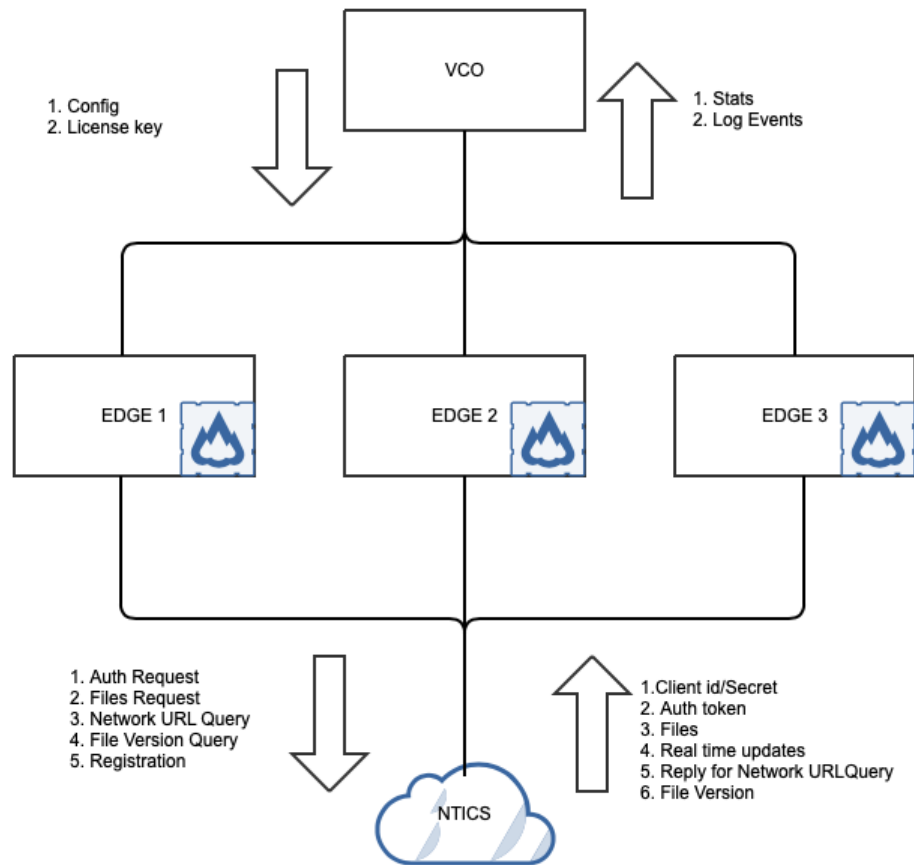 VCO
1. Config
2. License key
1. Stats
2. Log Events
EDGE 1
EDGE 2
EDGE 3
1. Auth Request
2. Files Request
3. Network URL Query
4. File Version Query
5. Registration
1.Client id/Secret
2. Auth token
3. Files
4. Real time updates
5. Reply for Network URLQuery
6. File Version
NTICS